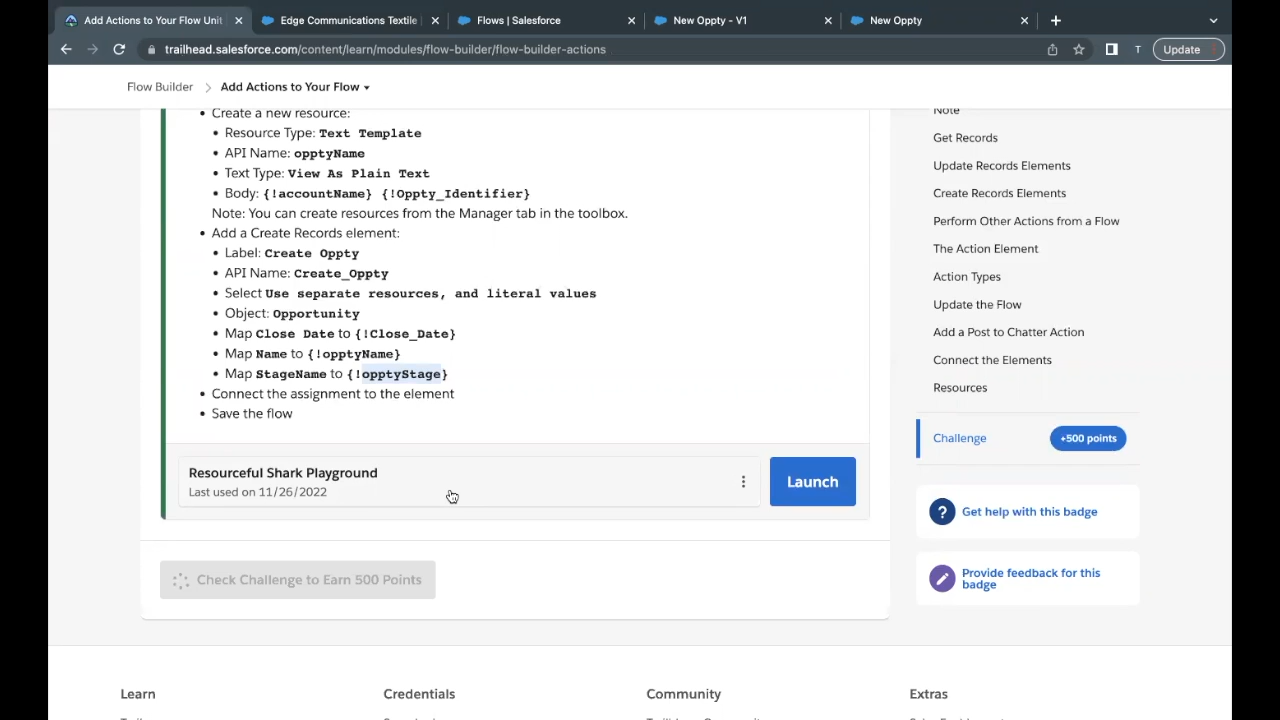 Add Actions to Your Flow Unit
Edge Communications Textile
Flows | Salesforce
New Oppty - V1
New Oppty
trailhead.salesforce.com/content/learn/modules/flow-builder/flow-builder-actions
T
Update
Flow Builder
Add Actions to Your Flow
• Create a new resource:
• Resource Type: Text Template
• API Name: opptyName
• Text Type: View As Plain Text
• Body: {!accountName} {!Oppty_Identifier}
Note: You can create resources from the Manager tab in the toolbox.
• Add a Create Records element:
• Label: Create Oppty
• API Name: Create_Oppty
• Select Use separate resources, and literal values
• Object: Opportunity
• Map Close Date to {!Close_Date}
• Map Name to {!opptyName}
• Map StageName to {!opptyStage}
• Connect the assignment to the element
• Save the flow
Resourceful Shark Playground
Last used on 11/26/2022
Launch
Check Challenge to Earn 500 Points
Note
Get Records
Update Records Elements
Create Records Elements
Perform Other Actions from a Flow
The Action Element
Action Types
Update the Flow
Add a Post to Chatter Action
Connect the Elements
Resources
Challenge
+500 points
Get help with this badge
Provide feedback for this
badge
Learn
Credentials
Community
Extras